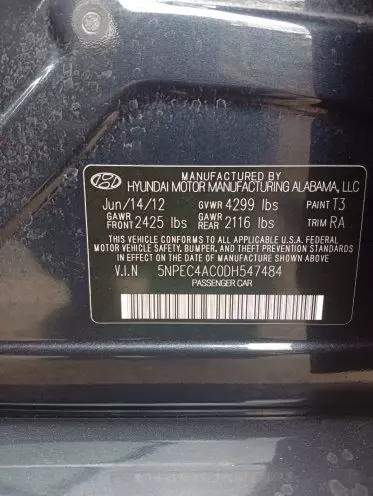 MANUFACTURED BY
HYUNDAI MOTOR MANUFACTURING ALABAMA, LLC
Jun/14/12 GVWR 4299 lbs PAINT T3
GAWR FRONT 2425 lbs GAWR REAR 2116 lbs TRIM RA
THIS VEHICLE CONFORMS TO ALL APPLICABLE U.S.A. FEDERAL
MOTOR VEHICLE SAFETY, BUMPER, AND THEFT PREVENTION STANDARDS
IN EFFECT ON THE DATE OF MANUFACTURE SHOWN ABOVE
V.I.N 5NPEC4AC0DH547484
PASSENGER CAR